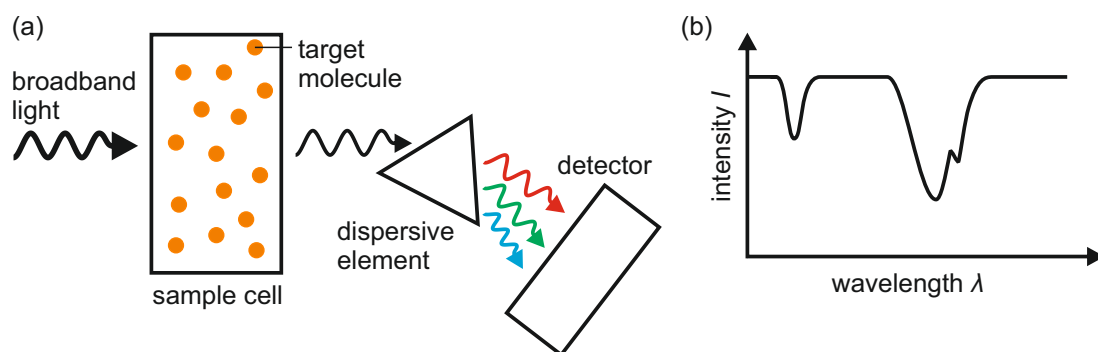 (a)
broadband
light
target
molecule
sample cell
dispersive
element
detector
(b)
intensity I
wavelength λ